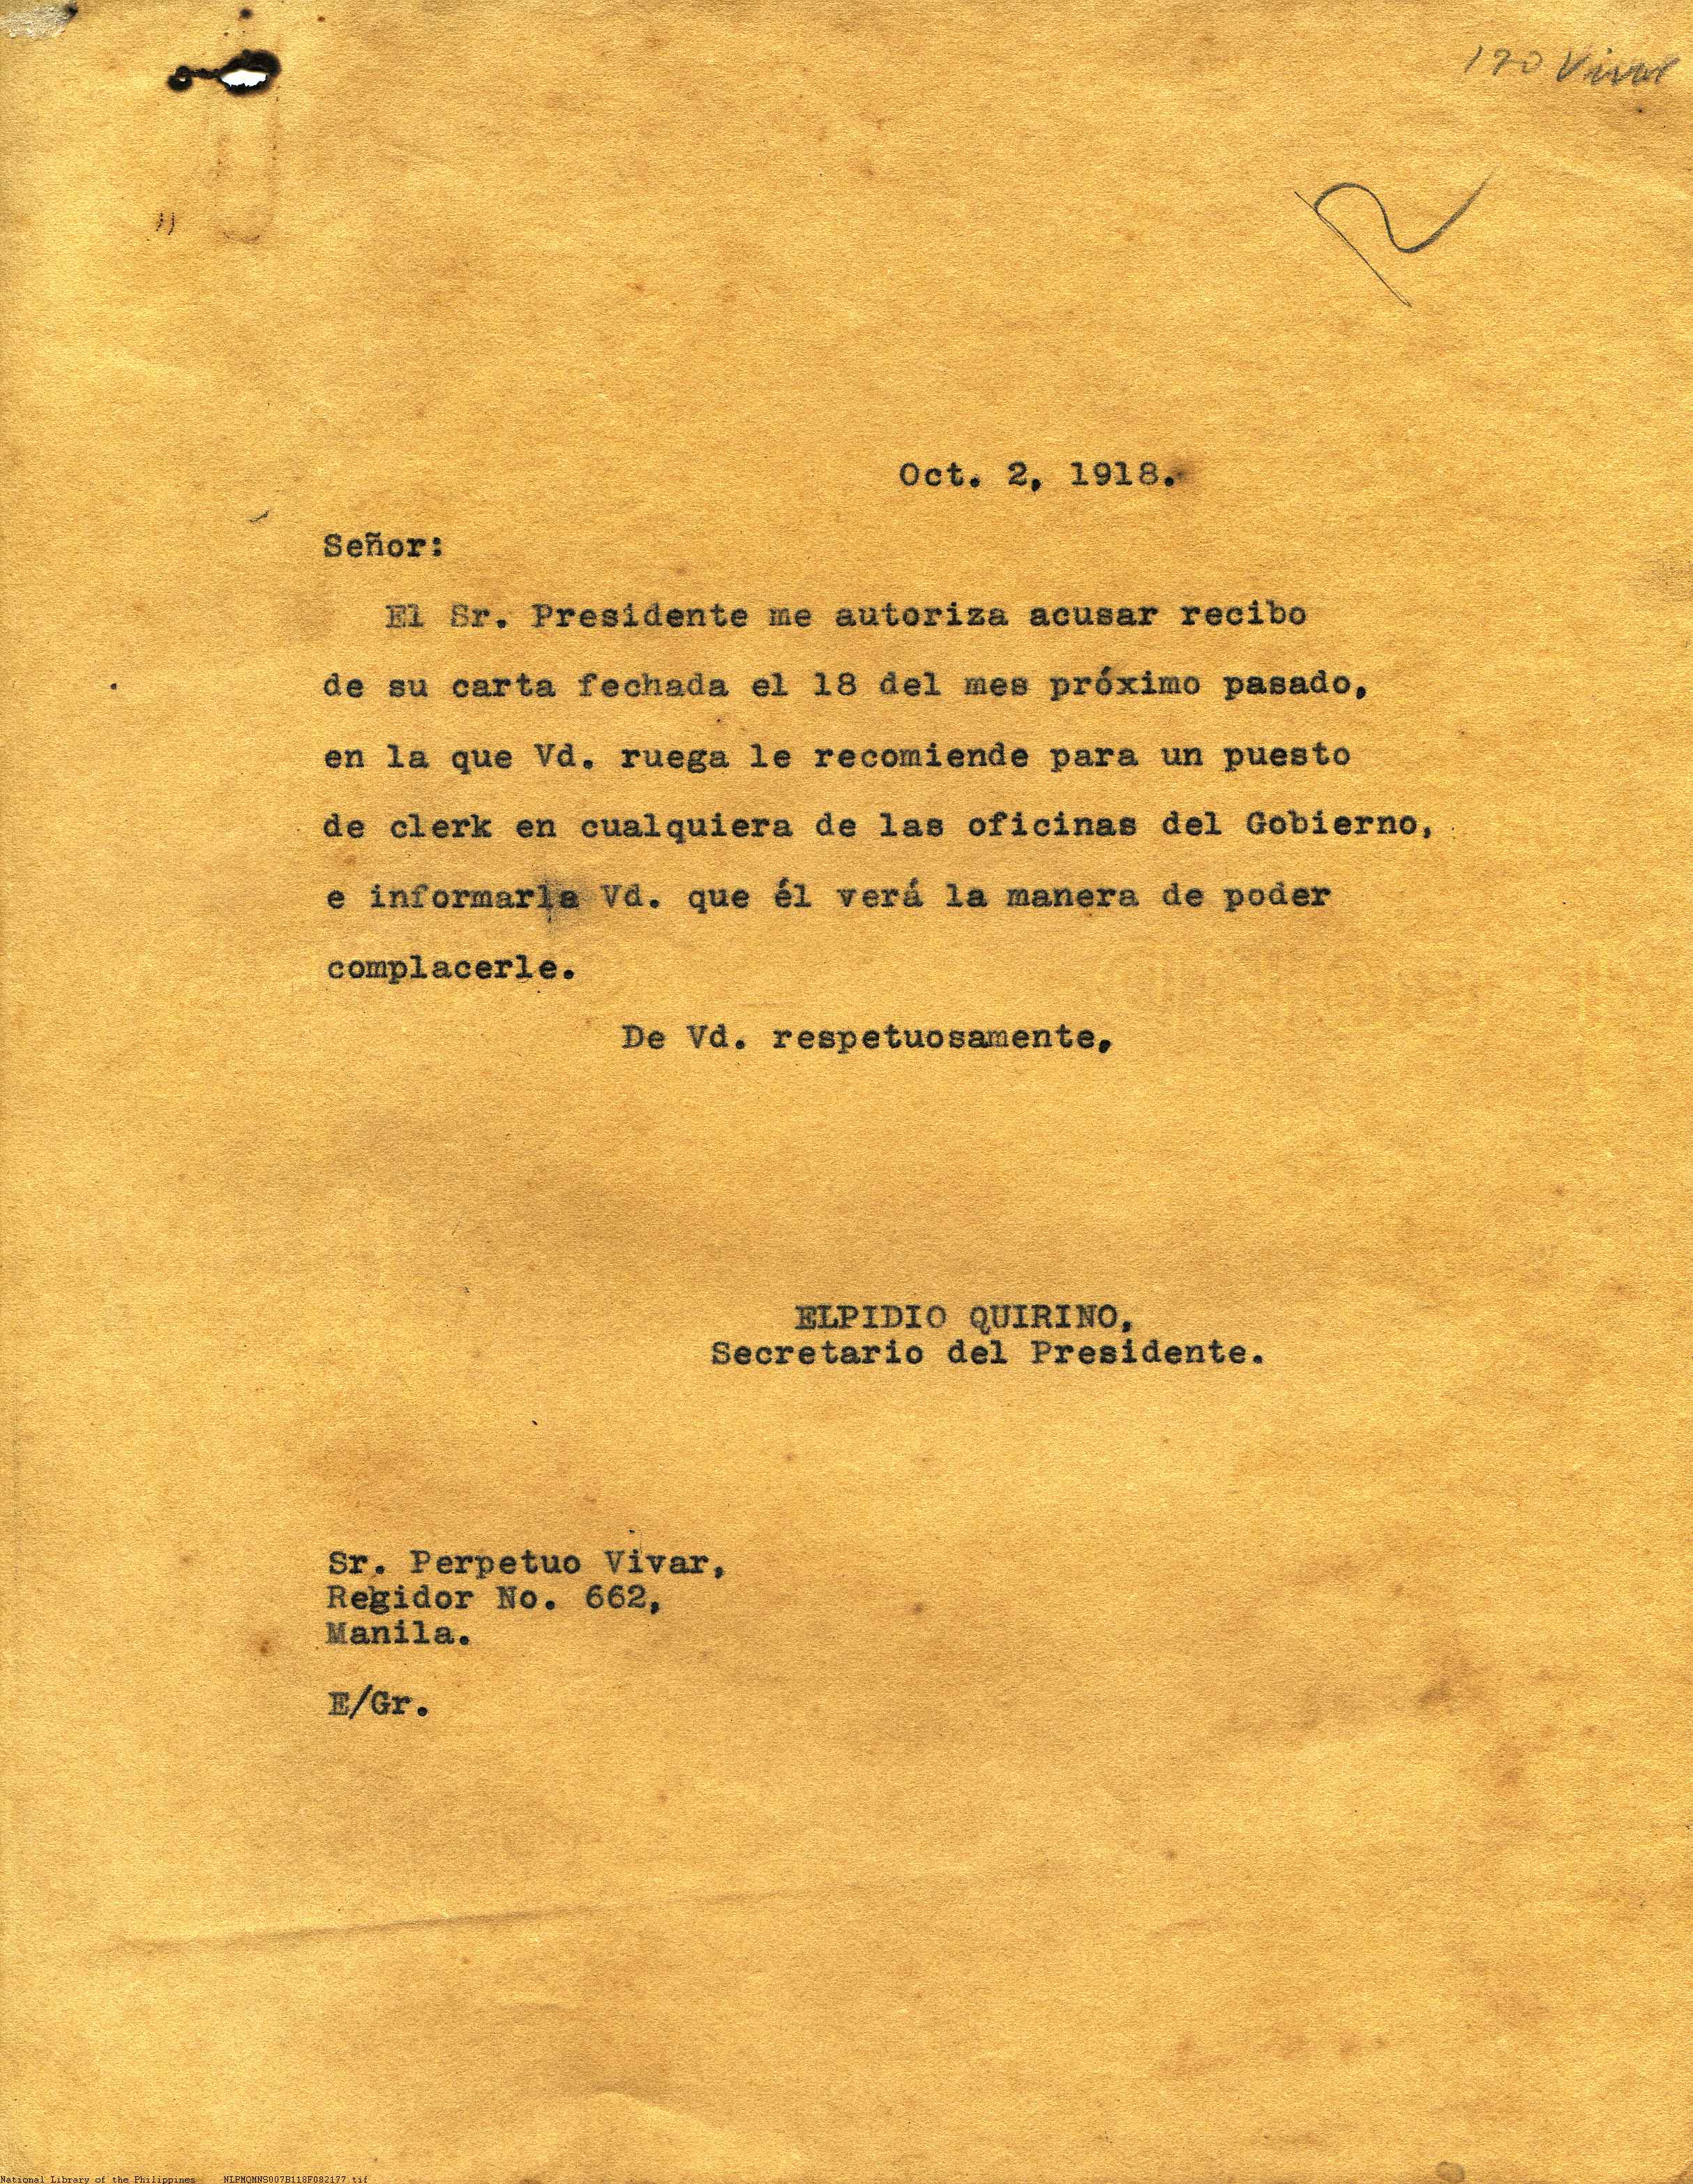 170 Vivar
Oct. 2, 1918.
Señor:
El Sr. Presidente me autoriza acusar recibo
de su carta fechada el 18 del mes próximo pasado,
en la que Vd. ruega le recomiende para un puesto
de clerk en cualquiera de las oficinas del Gobierno,
e informarle Vd. que él verá la manera de poder
complacerle.
De Vd. respetuosamente,
ELPIDIO QUIRINO,
Secretario del Presidente.
Sr. Perpetuo Vivar,
Regidor No. 662,
Manila.
E/Gr.
National Library of the Philippines NLPMQMNS007B118F082177.tif